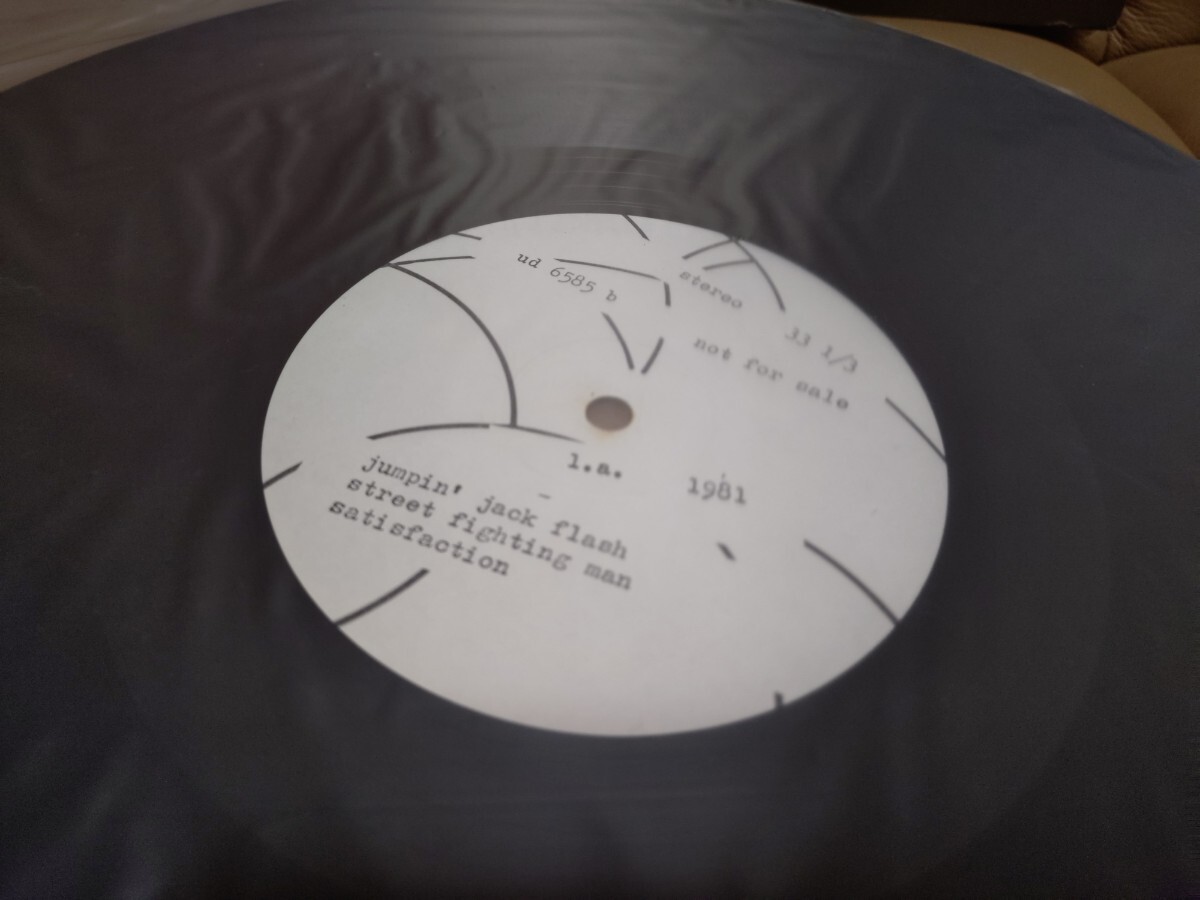 ud 6585 b
stereo
33 1/3
not for sale
l.a. 1981
jumpin' jack flash
street fighting man
satisfaction